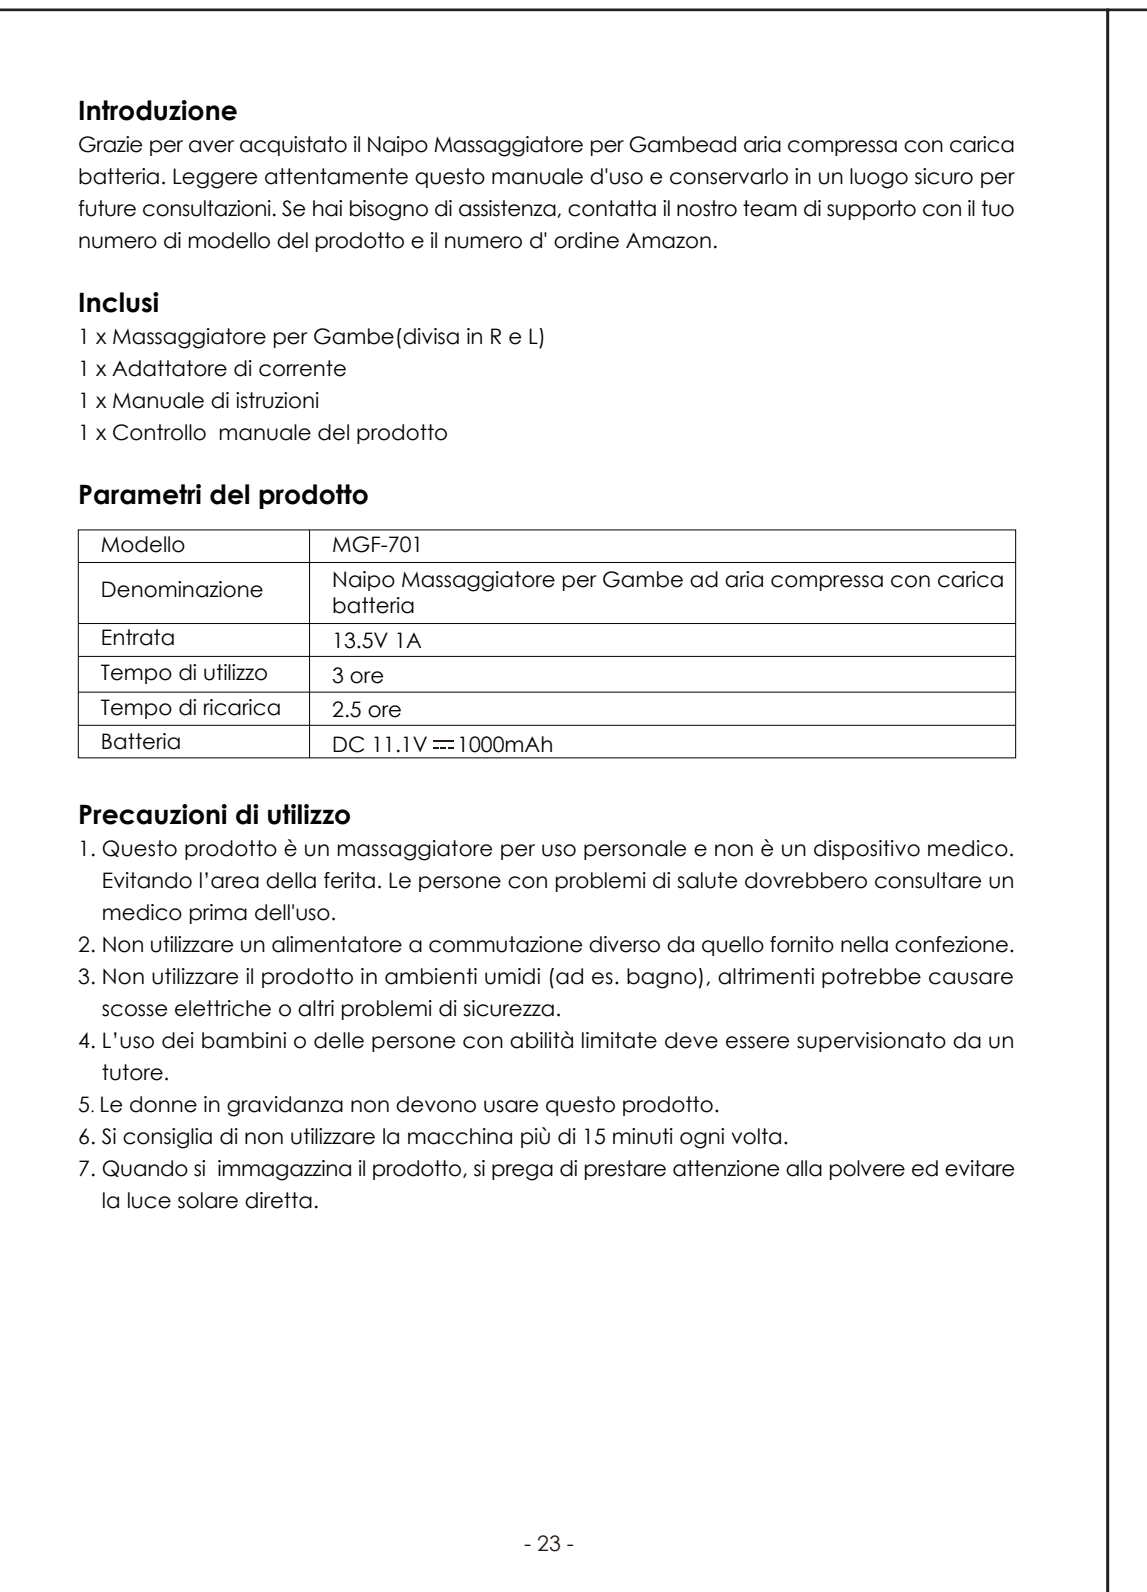 Introduzione
Grazie per aver acquistato il Naipo Massaggiatore per Gambead aria compressa con carica
batteria. Leggere attentamente questo manuale d'uso e conservarlo in un luogo sicuro per
future consultazioni. Se hai bisogno di assistenza, contatta il nostro team di supporto con il tuo
numero di modello del prodotto e il numero d' ordine Amazon.
Inclusi
1 x Massaggiatore per Gambe(divisa in R e L)
1 x Adattatore di corrente
1 x Manuale di istruzioni
1 x Controllo  manuale del prodotto
Parametri del prodotto
Modello MGF-701
Denominazione Naipo Massaggiatore per Gambe ad aria compressa con carica
batteria
Entrata 13.5V 1A
Tempo di utilizzo 3 ore
Tempo di ricarica 2.5 ore
Batteria DC 11.1V ⎓ 1000mAh
Precauzioni di utilizzo
1. Questo prodotto è un massaggiatore per uso personale e non è un dispositivo medico.
Evitando l’area della ferita. Le persone con problemi di salute dovrebbero consultare un
medico prima dell'uso.
2. Non utilizzare un alimentatore a commutazione diverso da quello fornito nella confezione.
3. Non utilizzare il prodotto in ambienti umidi (ad es. bagno), altrimenti potrebbe causare
scosse elettriche o altri problemi di sicurezza.
4. L’uso dei bambini o delle persone con abilità limitate deve essere supervisionato da un
tutore.
5. Le donne in gravidanza non devono usare questo prodotto.
6. Si consiglia di non utilizzare la macchina più di 15 minuti ogni volta.
7. Quando si  immagazzina il prodotto, si prega di prestare attenzione alla polvere ed evitare
la luce solare diretta.
- 23 -